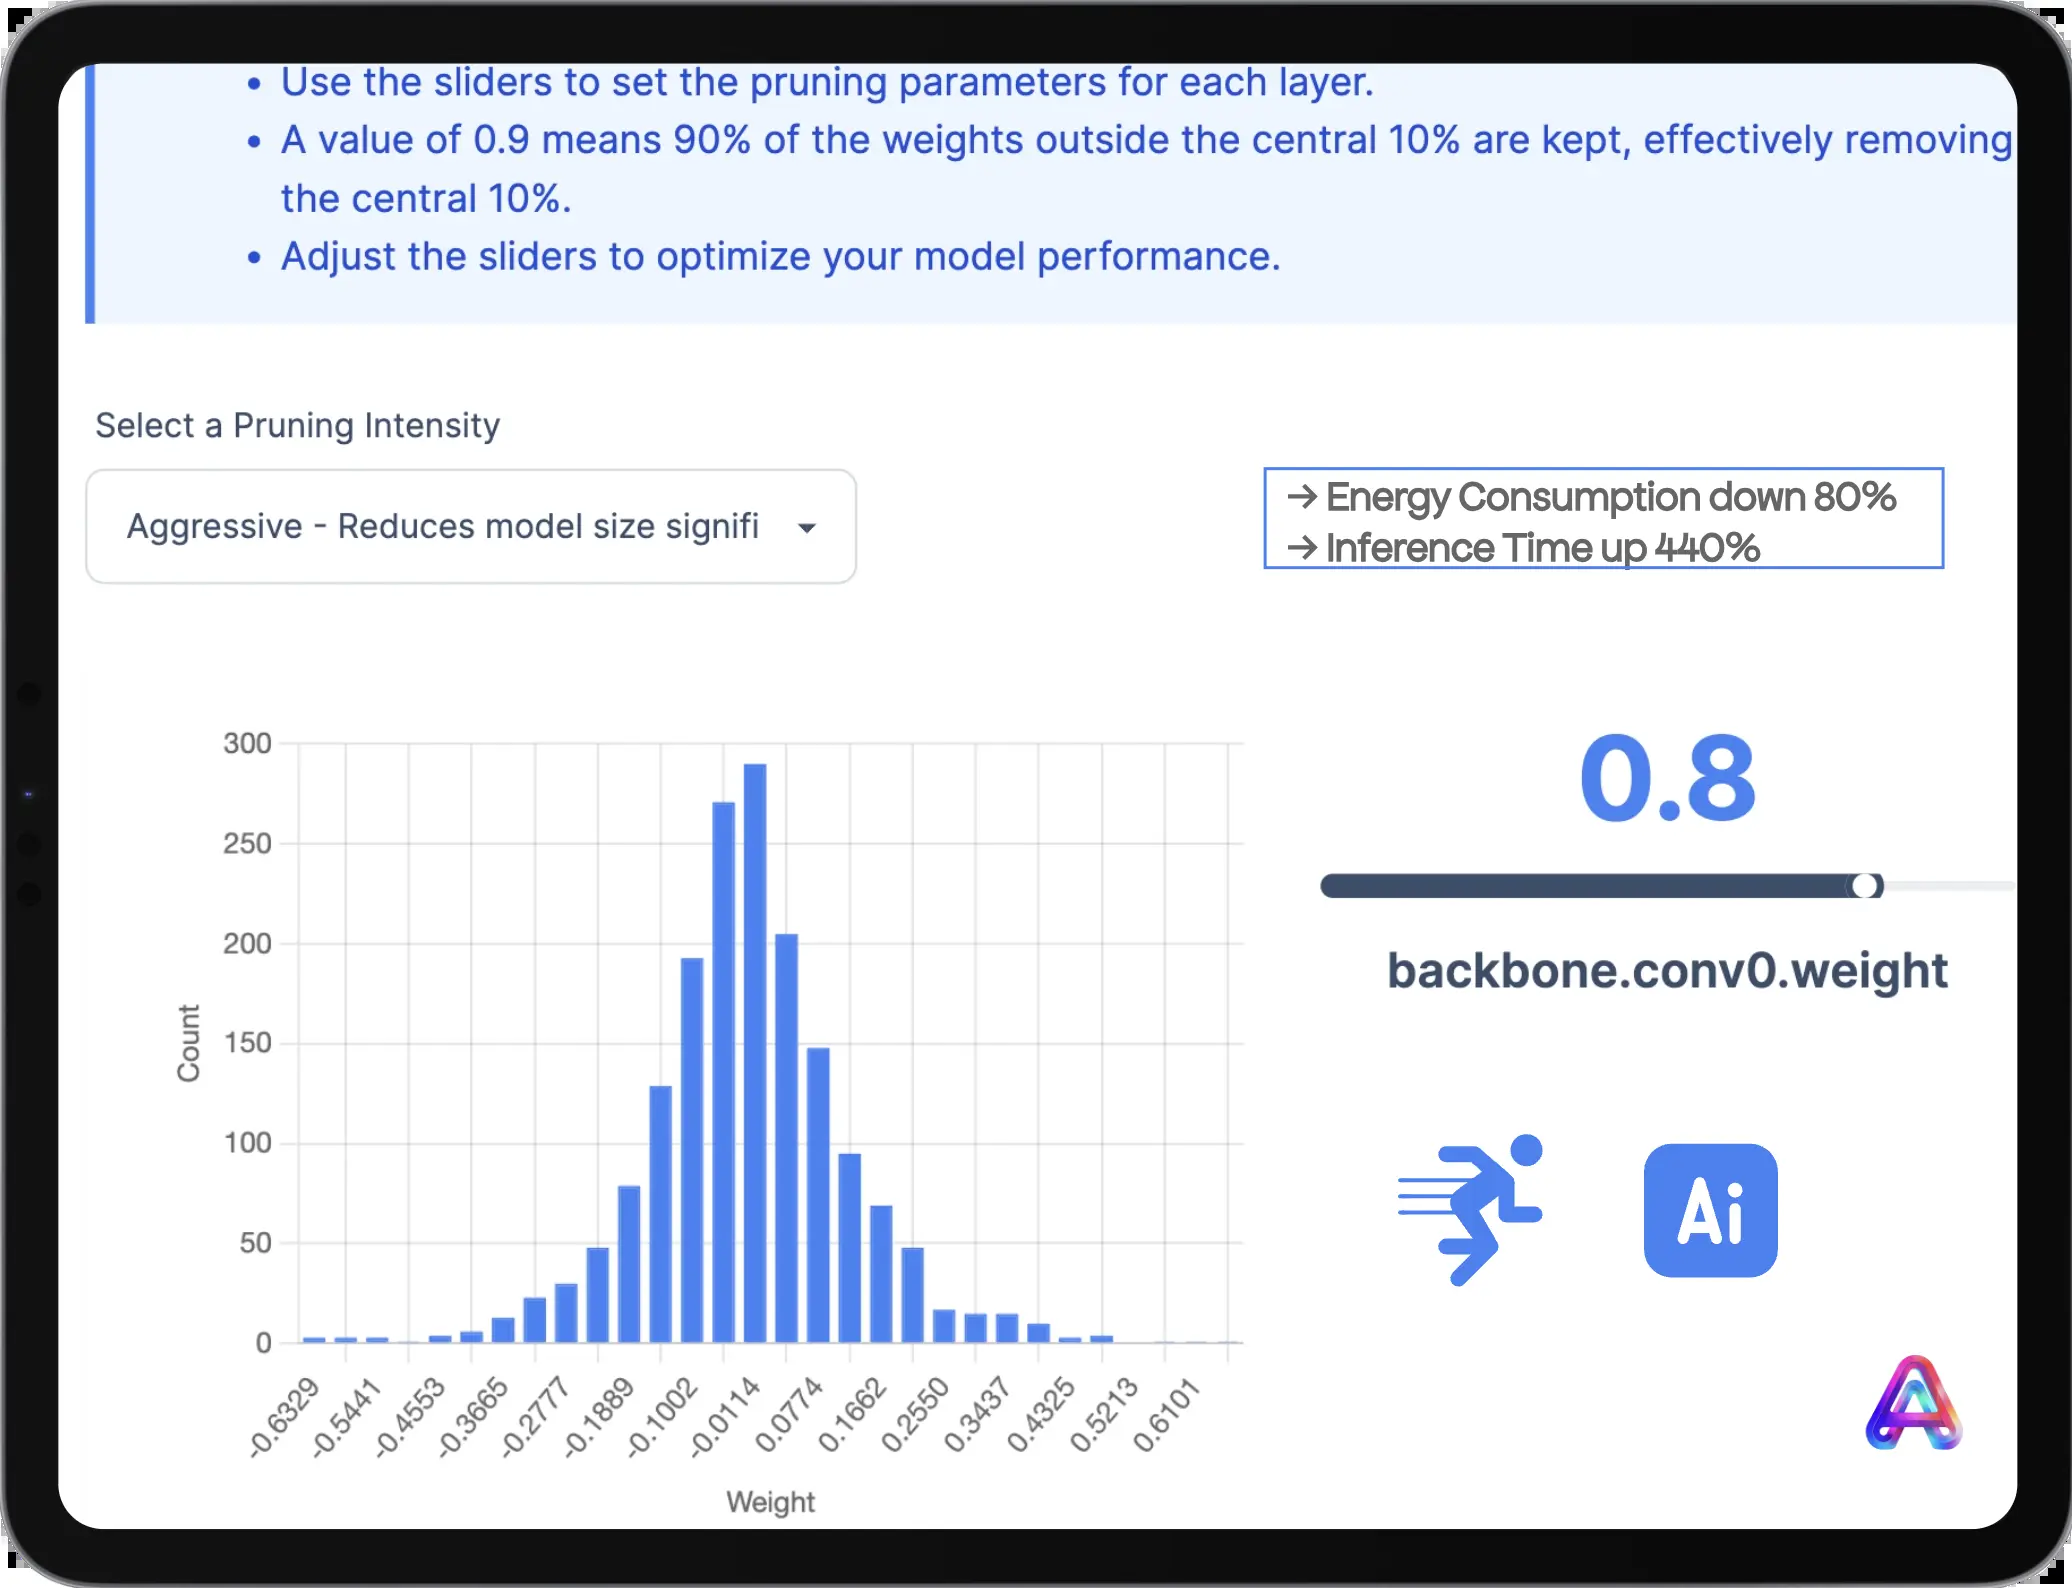 • Use the sliders to set the pruning parameters for each layer.
• A value of 0.9 means 90% of the weights outside the central 10% are kept, effectively removing
the central 10%.
• Adjust the sliders to optimize your model performance.
Select a Pruning Intensity
Aggressive - Reduces model size signifi
→ Energy Consumption down 80%
→ Inference Time up 440%
300
250
200
150
100
50
0
Count
-0.6329
-0.5441
-0.4553
-0.3665
-0.2777
-0.1889
-0.1002
-0.0114
0.0774
0.1662
0.2550
0.3437
0.4325
0.5213
0.6101
Weight
0.8
backbone.conv0.weight
Ai
A